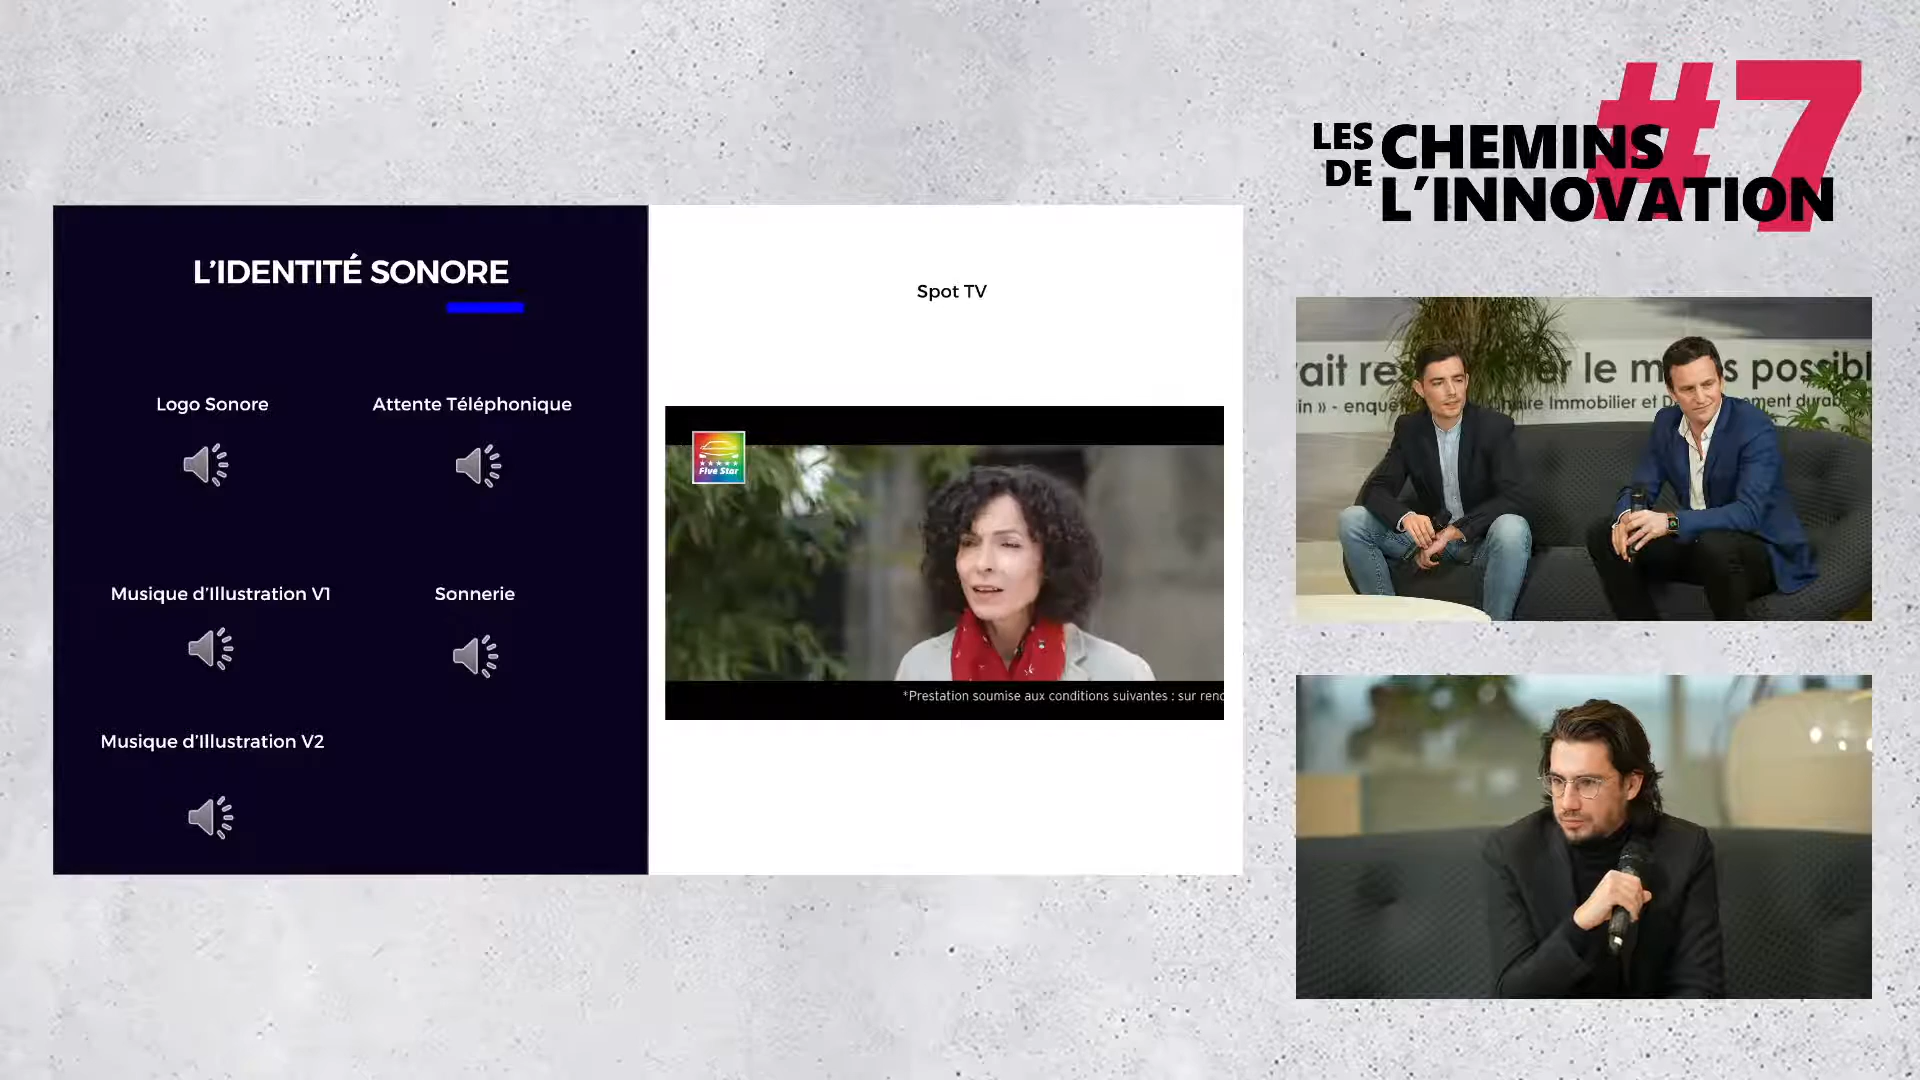 #7
LES CHEMINS
DE L'INNOVATION
L'IDENTITÉ SONORE
Logo Sonore
Attente Téléphonique
Musique d'Illustration V1
Sonnerie
Musique d'Illustration V2
Spot TV
Five Star
*Prestation soumise aux conditions suivantes : sur
er le m s possibl
in » - enquê
Immobilier et D